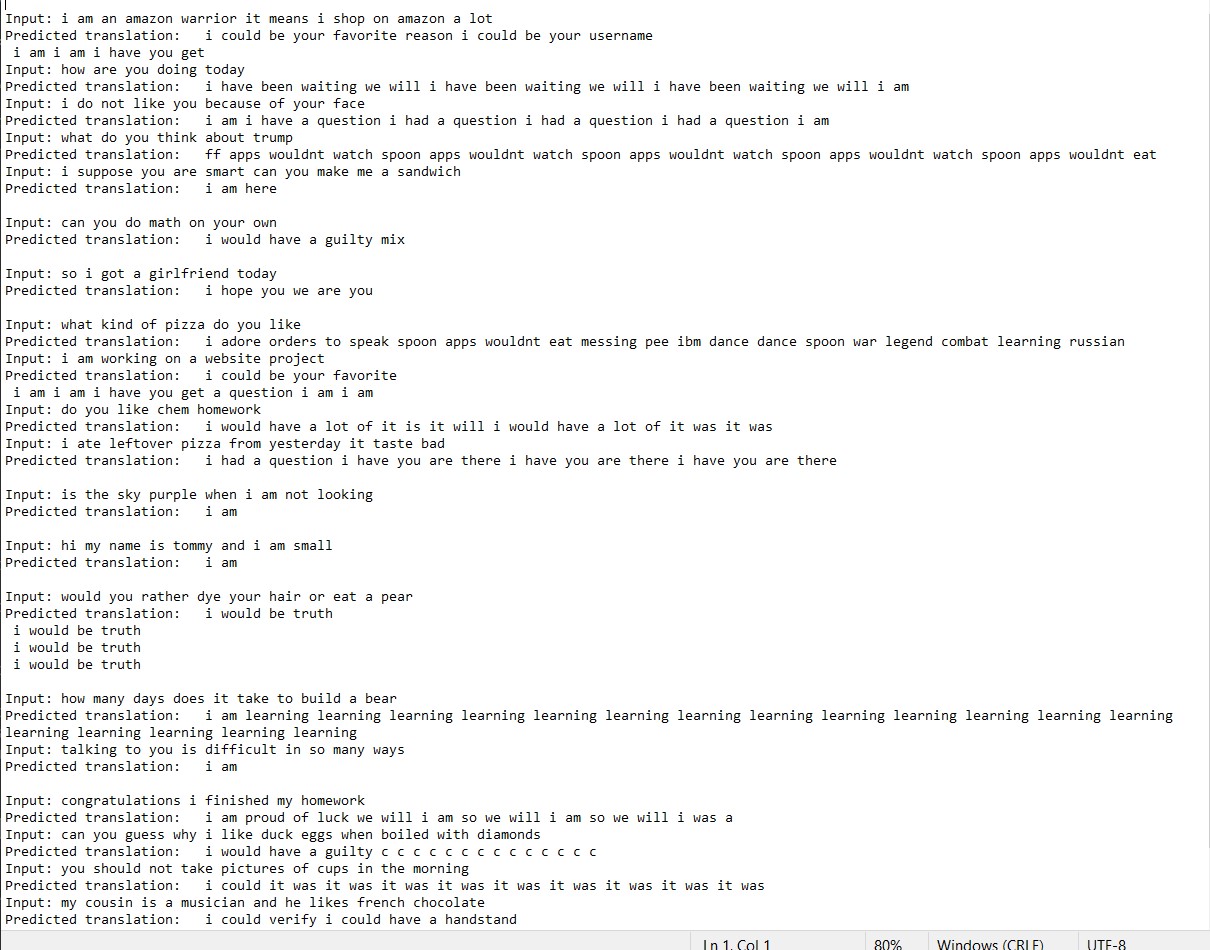 Input: i am an amazon warrior it means i shop on amazon a lot
Predicted translation:   i could be your favorite reason i could be your username
 i am i am i have you get
Input: how are you doing today
Predicted translation:   i have been waiting we will i have been waiting we will i have been waiting we will i am
Input: i do not like you because of your face
Predicted translation:   i am i have a question i had a question i had a question i had a question i am
Input: what do you think about trump
Predicted translation:   ff apps wouldnt watch spoon apps wouldnt watch spoon apps wouldnt watch spoon apps wouldnt watch spoon apps wouldnt eat
Input: i suppose you are smart can you make me a sandwich
Predicted translation:   i am here
Input: can you do math on your own
Predicted translation:   i would have a guilty mix
Input: so i got a girlfriend today
Predicted translation:   i hope you we are you
Input: what kind of pizza do you like
Predicted translation:   i adore orders to speak spoon apps wouldnt eat messing pee ibm dance dance spoon war legend combat learning russian
Input: i am working on a website project
Predicted translation:   i could be your favorite
 i am i am i have you get a question i am i am
Input: do you like chem homework
Predicted translation:   i would have a lot of it is it will i would have a lot of it was it was
Input: i ate leftover pizza from yesterday it taste bad
Predicted translation:   i had a question i have you are there i have you are there i have you are there
Input: is the sky purple when i am not looking
Predicted translation:   i am
Input: hi my name is tommy and i am small
Predicted translation:   i am
Input: would you rather dye your hair or eat a pear
Predicted translation:   i would be truth
 i would be truth
 i would be truth
 i would be truth
Input: how many days does it take to build a bear
Predicted translation:   i am learning learning learning learning learning learning learning learning learning learning learning learning learning
learning learning learning learning learning
Input: talking to you is difficult in so many ways
Predicted translation:   i am
Input: congratulations i finished my homework
Predicted translation:   i am proud of luck we will i am so we will i am so we will i was a
Input: can you guess why i like duck eggs when boiled with diamonds
Predicted translation:   i would have a guilty c c c c c c c c c c c c c c
Input: you should not take pictures of cups in the morning
Predicted translation:   i could it was it was it was it was it was it was it was it was it was
Input: my cousin is a musician and he likes french chocolate
Predicted translation:   i could verify i could have a handstand
Ln 1, Col 1 80% Windows (CRLF) UTF-8